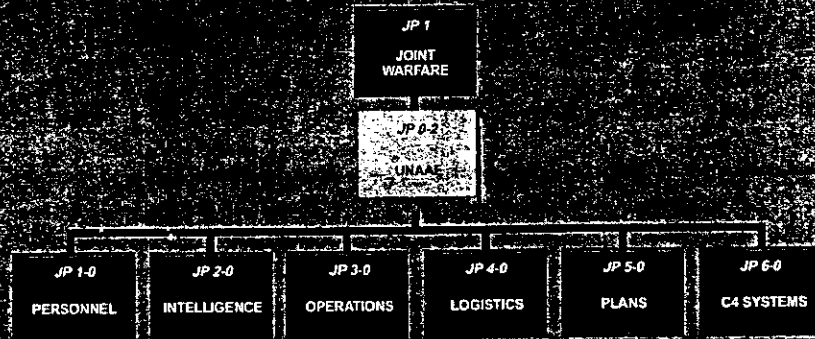 JP 1
JOINT
WARFARE
JP 0-2
UNAAF
JP 1-0
PERSONNEL
JP 2-0
INTELLIGENCE
JP 3-0
OPERATIONS
JP 4-0
LOGISTICS
JP 5-0
PLANS
JP 6-0
C4 SYSTEMS